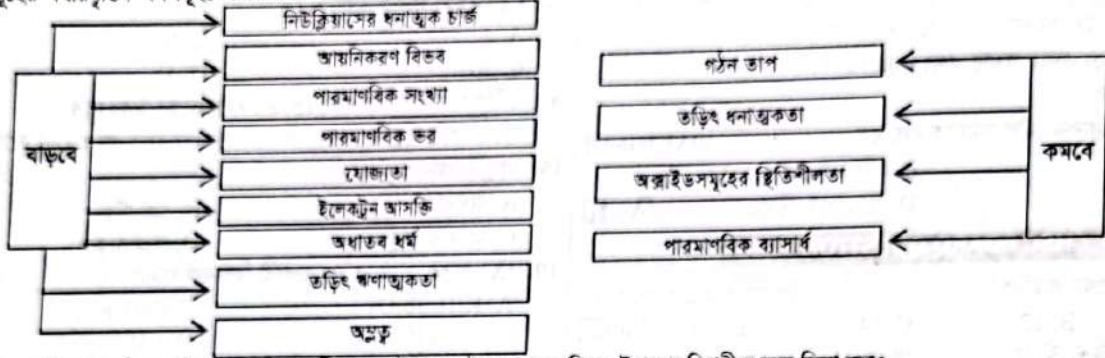 নিউক্লিয়াসের ধনাত্মক চার্জ
আয়নিকরণ বিভব
পারমাণবিক সংখ্যা
পারমাণবিক ভর
যোজ্যতা
ইলেকট্রন আসক্তি
অধাতব ধর্ম
তড়িৎ ঋণাত্মকতা
অম্লত্ব
বাড়বে
গঠন তাপ
তড়িৎ ধনাত্মকতা
অক্সাইডসমূহের স্থিতিশীলতা
পারমাণবিক ব্যাসার্ধ
কমবে